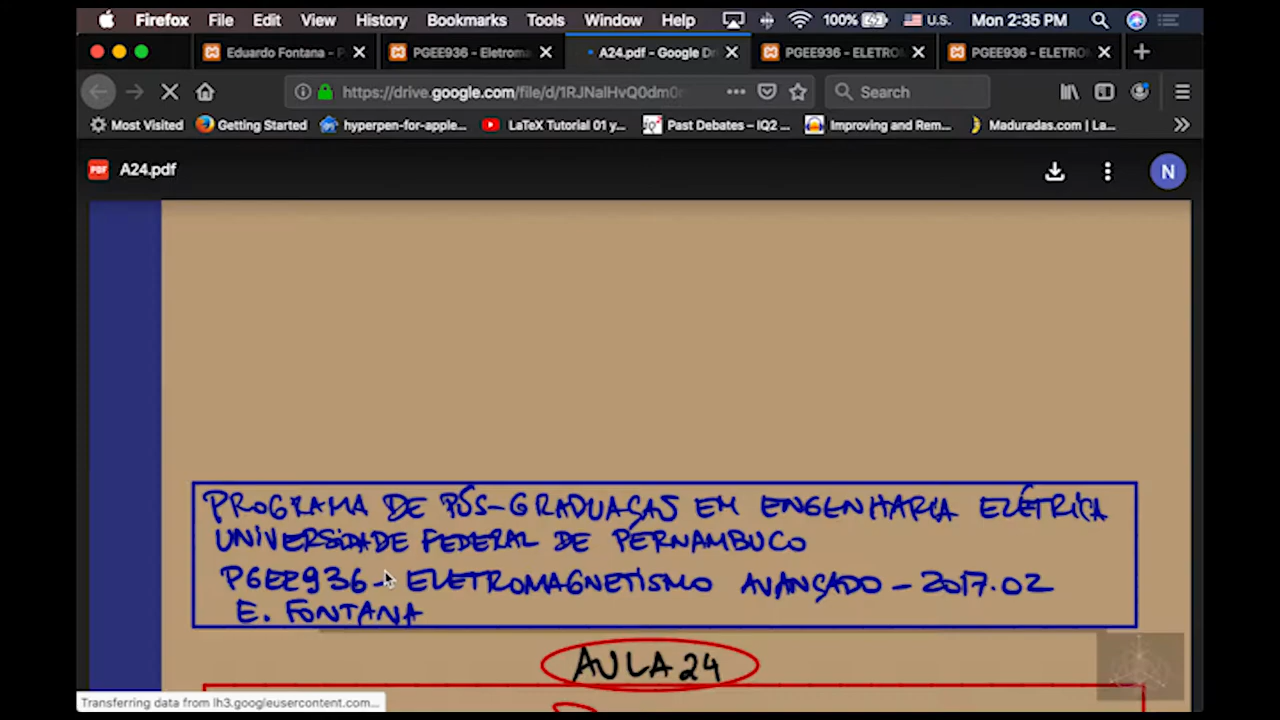 Firefox File Edit View History Bookmarks Tools Window Help 100% U.S. Mon 2:35 PM
Eduardo Fontana - P PGEE936 - Eletroma A24.pdf - Google Dr PGEE936 - ELETRO PGEE936 - ELETRO
https://drive.google.com/file/d/1RJNalHvQ0dm0 Search
Most Visited Getting Started hyperpen-for-apple... LaTeX Tutorial 01 y... Past Debates – IQ2 ... Improving and Rem... Maduradas.com | La...
PDF A24.pdf N
PROGRAMA DE PÓS-GRADUAÇÃO EM ENGENHARIA ELÉTRICA
UNIVERSIDADE FEDERAL DE PERNAMBUCO
PGEE936 - ELETROMAGNETISMO AVANÇADO - 2017.02
E. FONTANA
AULA 24
Transferring data from lh3.googleusercontent.com...